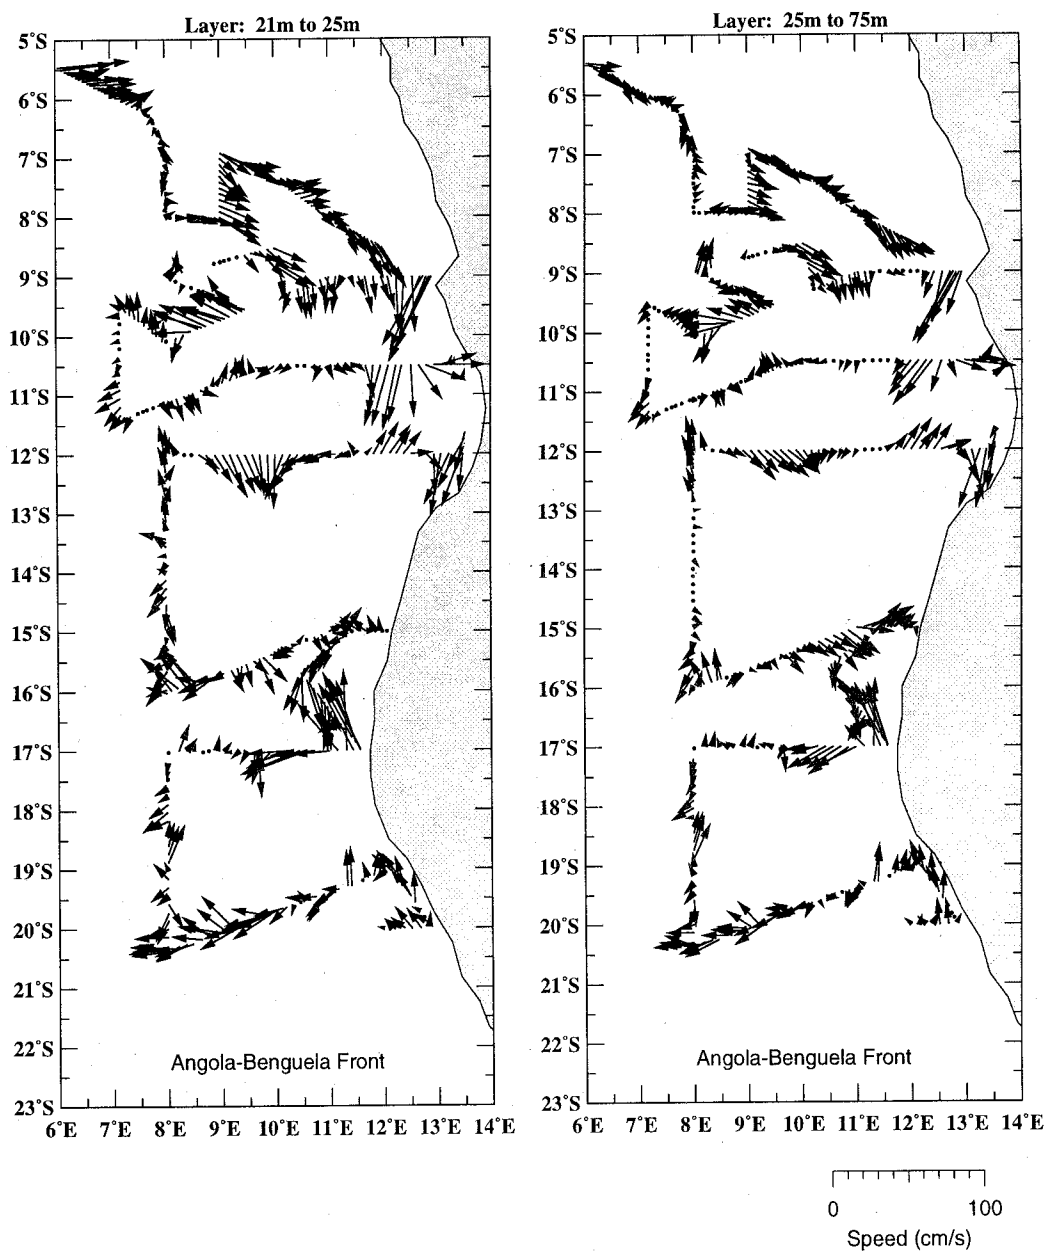 Layer: 21m to 25m
5°S
6°S
7°S
8°S
9°S
10°S
11°S
12°S
13°S
14°S
15°S
16°S
17°S
18°S
19°S
20°S
21°S
22°S
23°S
Angola-Benguela Front
6°E 7°E 8°E 9°E 10°E 11°E 12°E 13°E 14°E
Layer: 25m to 75m
5°S
6°S
7°S
8°S
9°S
10°S
11°S
12°S
13°S
14°S
15°S
16°S
17°S
18°S
19°S
20°S
21°S
22°S
23°S
Angola-Benguela Front
6°E 7°E 8°E 9°E 10°E 11°E 12°E 13°E 14°E
0 100
Speed (cm/s)